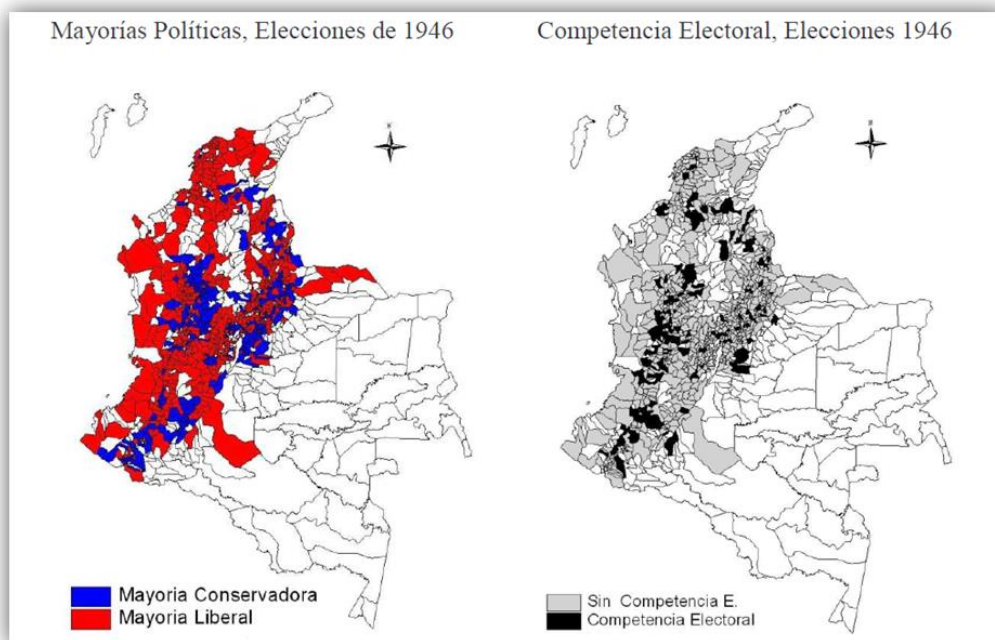 Mayorías Políticas, Elecciones de 1946
Competencia Electoral, Elecciones 1946
N
Mayoria Conservadora
Mayoria Liberal
Sin Competencia E.
Competencia Electoral